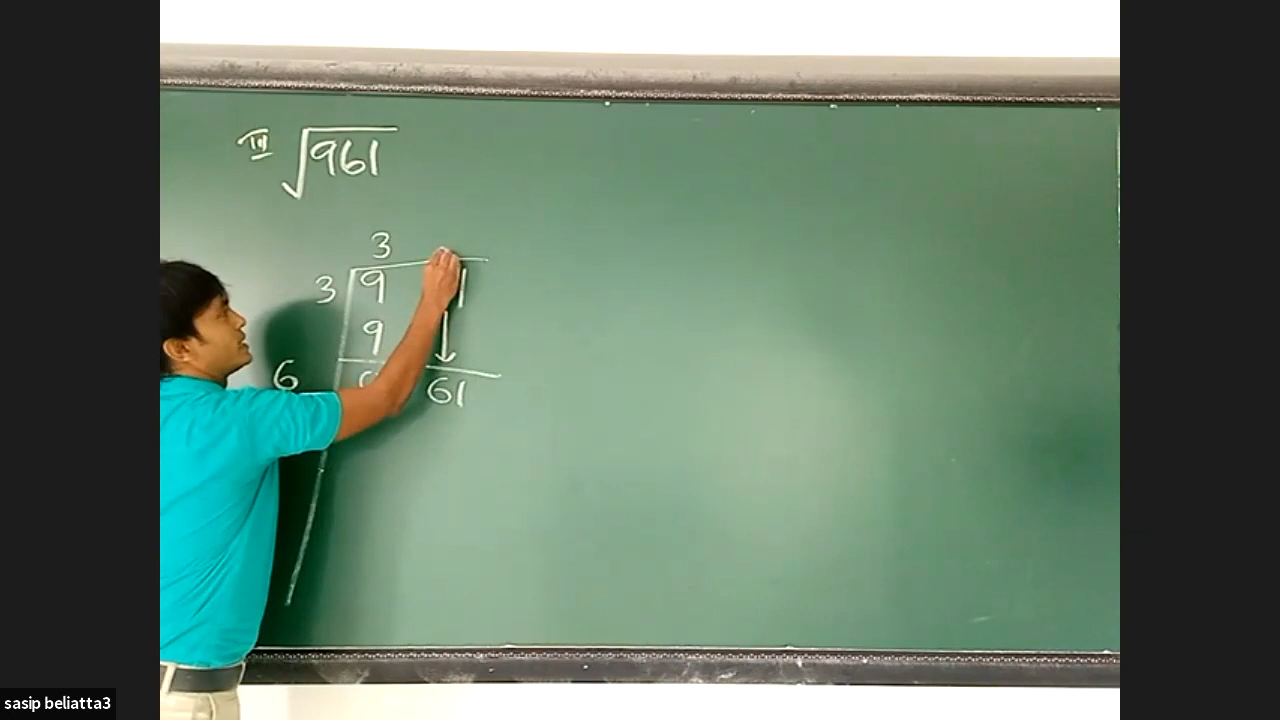 √961
3
3 9 1
9
6 61
sasip beliatta3